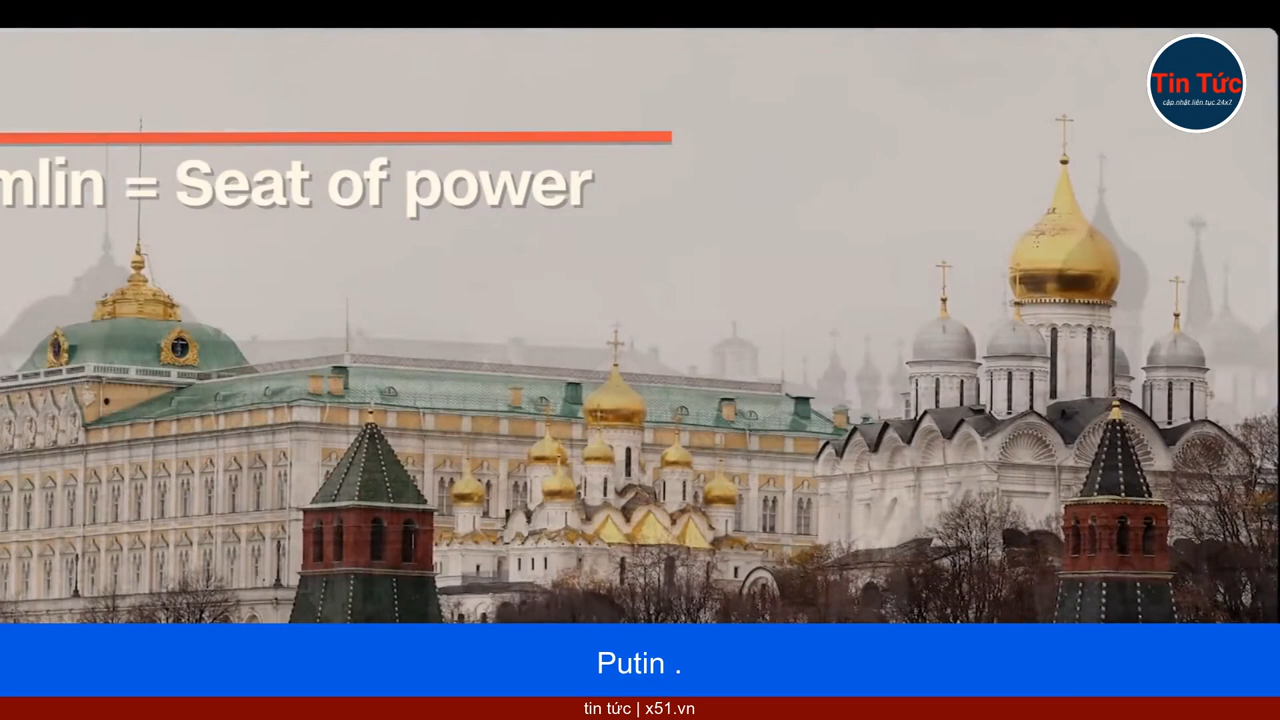 mlin = Seat of power
Tin Tức
cập nhật liên tục 24x7
Putin .
tin tức | x51.vn